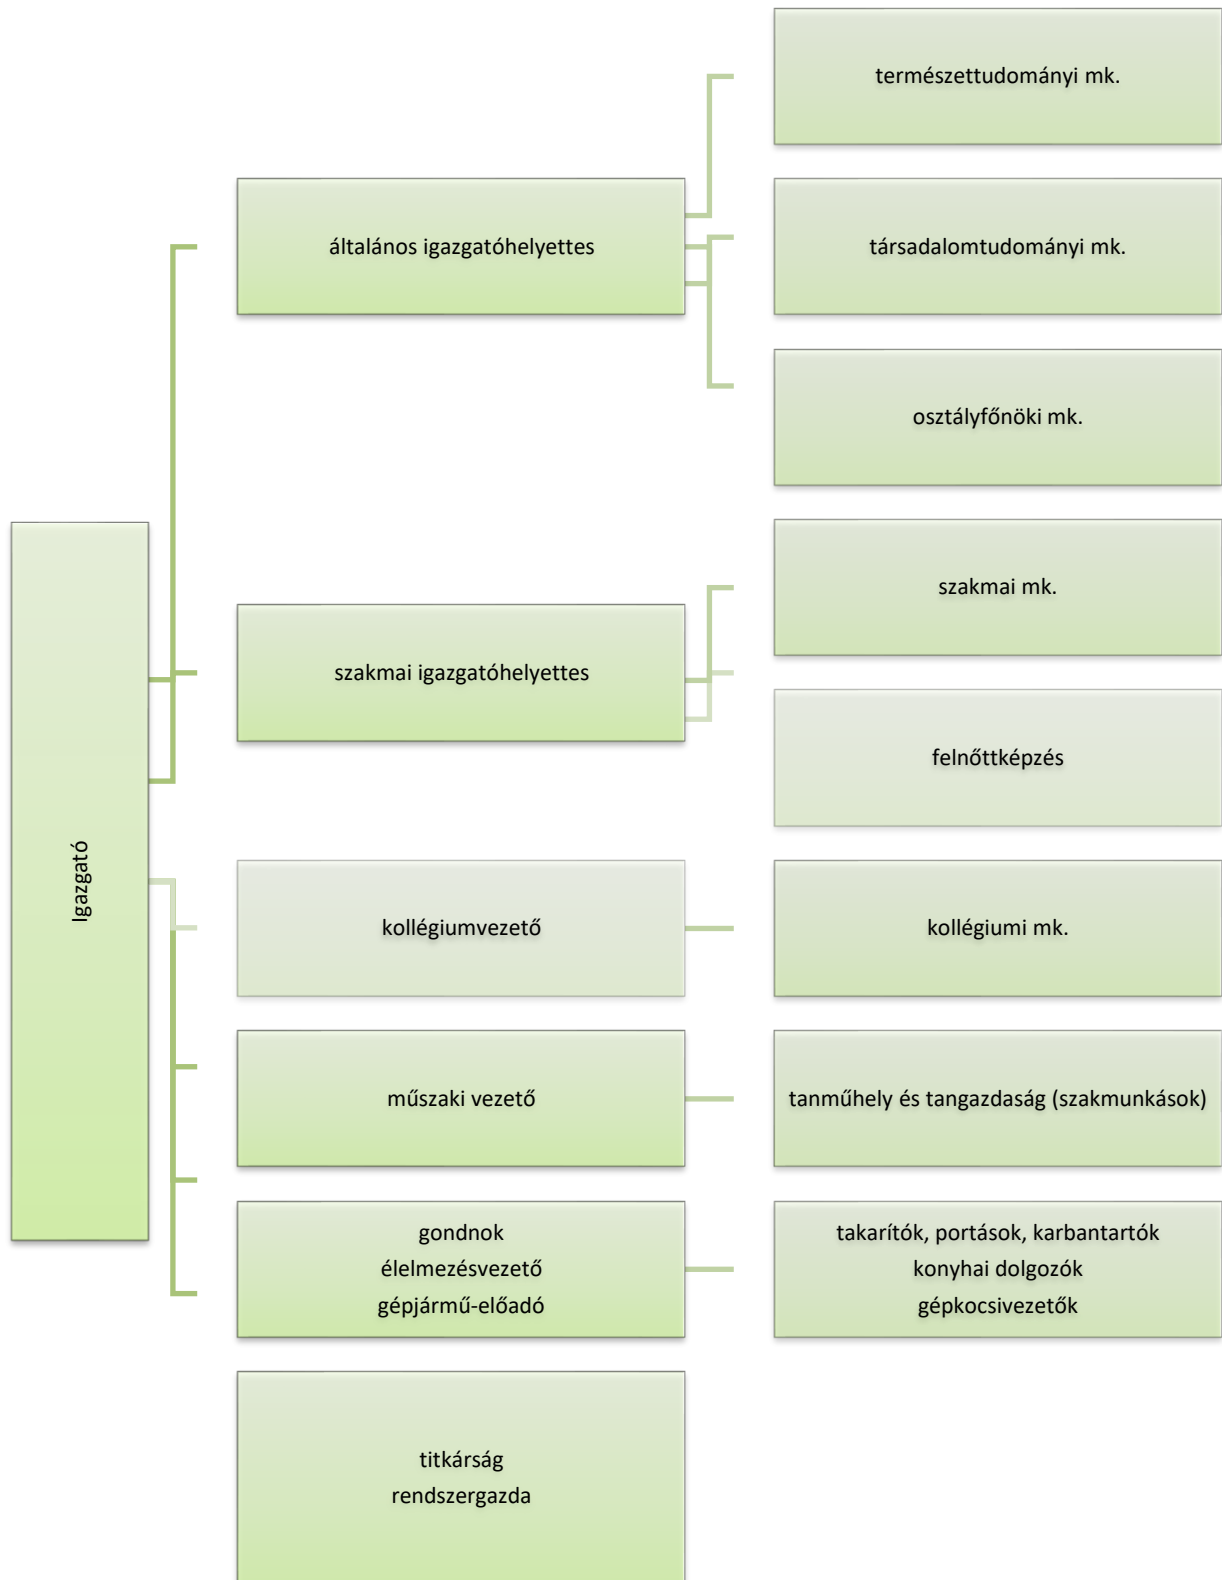 Igazgató
általános igazgatóhelyettes
természettudományi mk.
társadalomtudományi mk.
osztályfőnöki mk.
szakmai igazgatóhelyettes
szakmai mk.
felnőttképzés
kollégiumvezető
kollégiumi mk.
műszaki vezető
tanműhely és tangazdaság (szakmunkások)
gondnok
élelmezésvezető
gépjármű-előadó
takarítók, portások, karbantartók
konyhai dolgozók
gépkocsivezetők
titkárság
rendszergazda